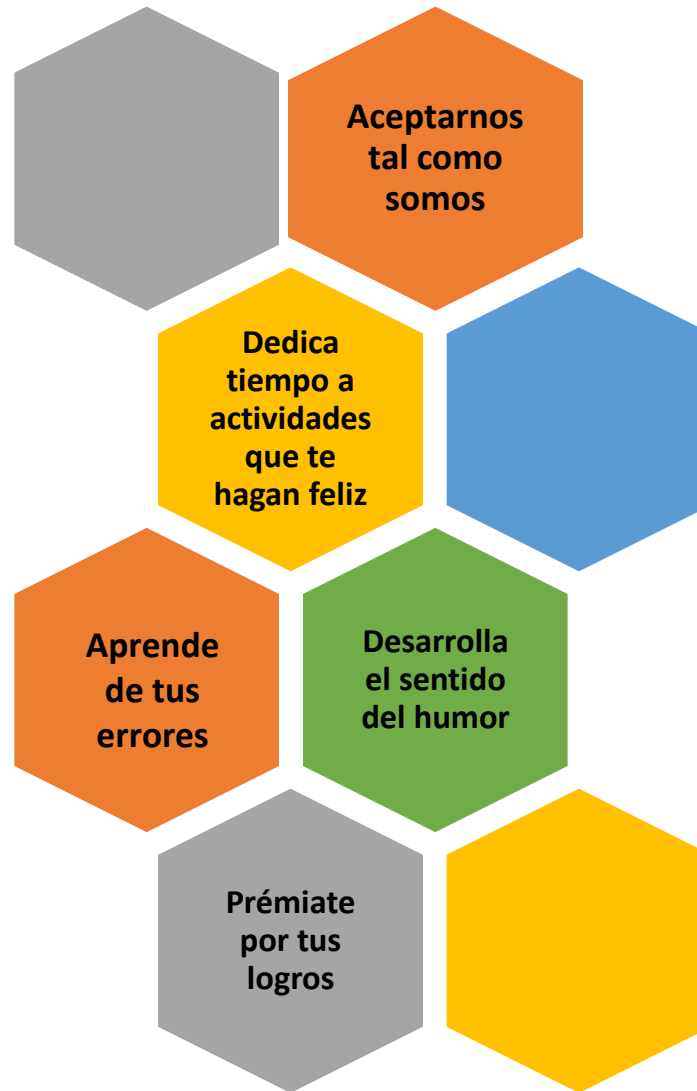 Aceptarnos
tal como
somos
Dedica
tiempo a
actividades
que te
hagan feliz
Aprende
de tus
errores
Desarrolla
el sentido
del humor
Prémiate
por tus
logros